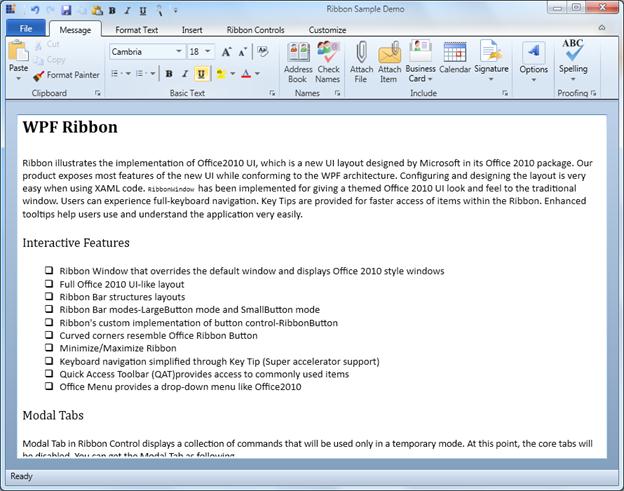 Ribbon Sample Demo
File Message Format Text Insert Ribbon Controls Customize
Paste
Cut
Copy
Format Painter
Cambria 18
B I U
Address Book
Check Names
Attach File
Attach Item
Business Card
Calendar
Signature
Options
ABC
Spelling
Clipboard Basic Text Names Include Proofing
WPF Ribbon
Ribbon illustrates the implementation of Office2010 UI, which is a new UI layout designed by Microsoft in its Office 2010 package. Our
product exposes most features of the new UI while conforming to the WPF architecture. Configuring and designing the layout is very
easy when using XAML code. RibbonWindow has been implemented for giving a themed Office 2010 UI look and feel to the traditional
window. Users can experience full-keyboard navigation. Key Tips are provided for faster access of items within the Ribbon. Enhanced
tooltips help users use and understand the application very easily.
Interactive Features
Ribbon Window that overrides the default window and displays Office 2010 style windows
Full Office 2010 UI-like layout
Ribbon Bar structures layouts
Ribbon Bar modes-LargeButton mode and SmallButton mode
Ribbon's custom implementation of button control-RibbonButton
Curved corners resemble Office Ribbon Button
Minimize/Maximize Ribbon
Keyboard navigation simplified through Key Tip (Super accelerator support)
Quick Access Toolbar (QAT)provides access to commonly used items
Office Menu provides a drop-down menu like Office2010
Modal Tabs
Modal Tab in Ribbon Control displays a collection of commands that will be used only in a temporary mode. At this point, the core tabs will
be disabled. You can get the Modal Tab as following
Ready